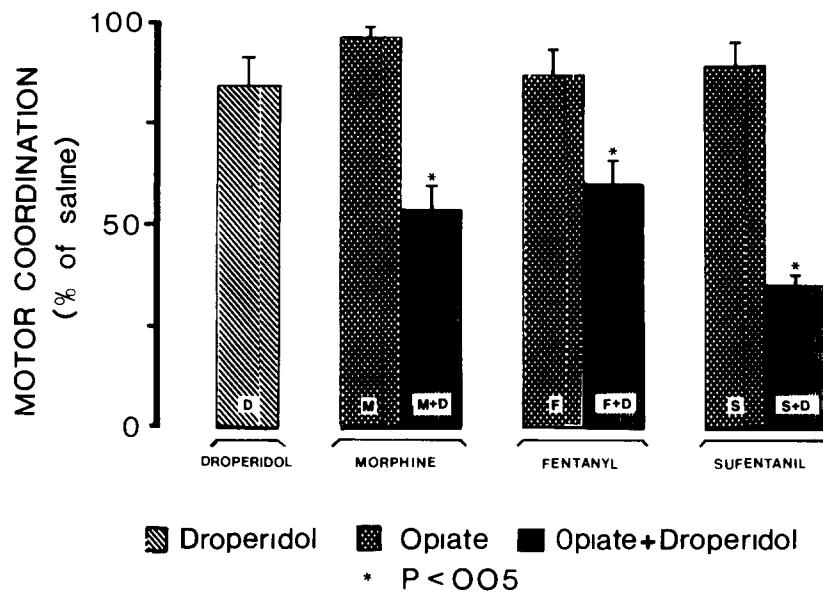 MOTOR COORDINATION
(% of saline)
100
50
0
*
*
*
D
M
M+D
F
F+D
S
S+D
DROPERIDOL
MORPHINE
FENTANYL
SUFENTANIL
Droperidol
Opiate
Opiate+Droperidol
* P < 005